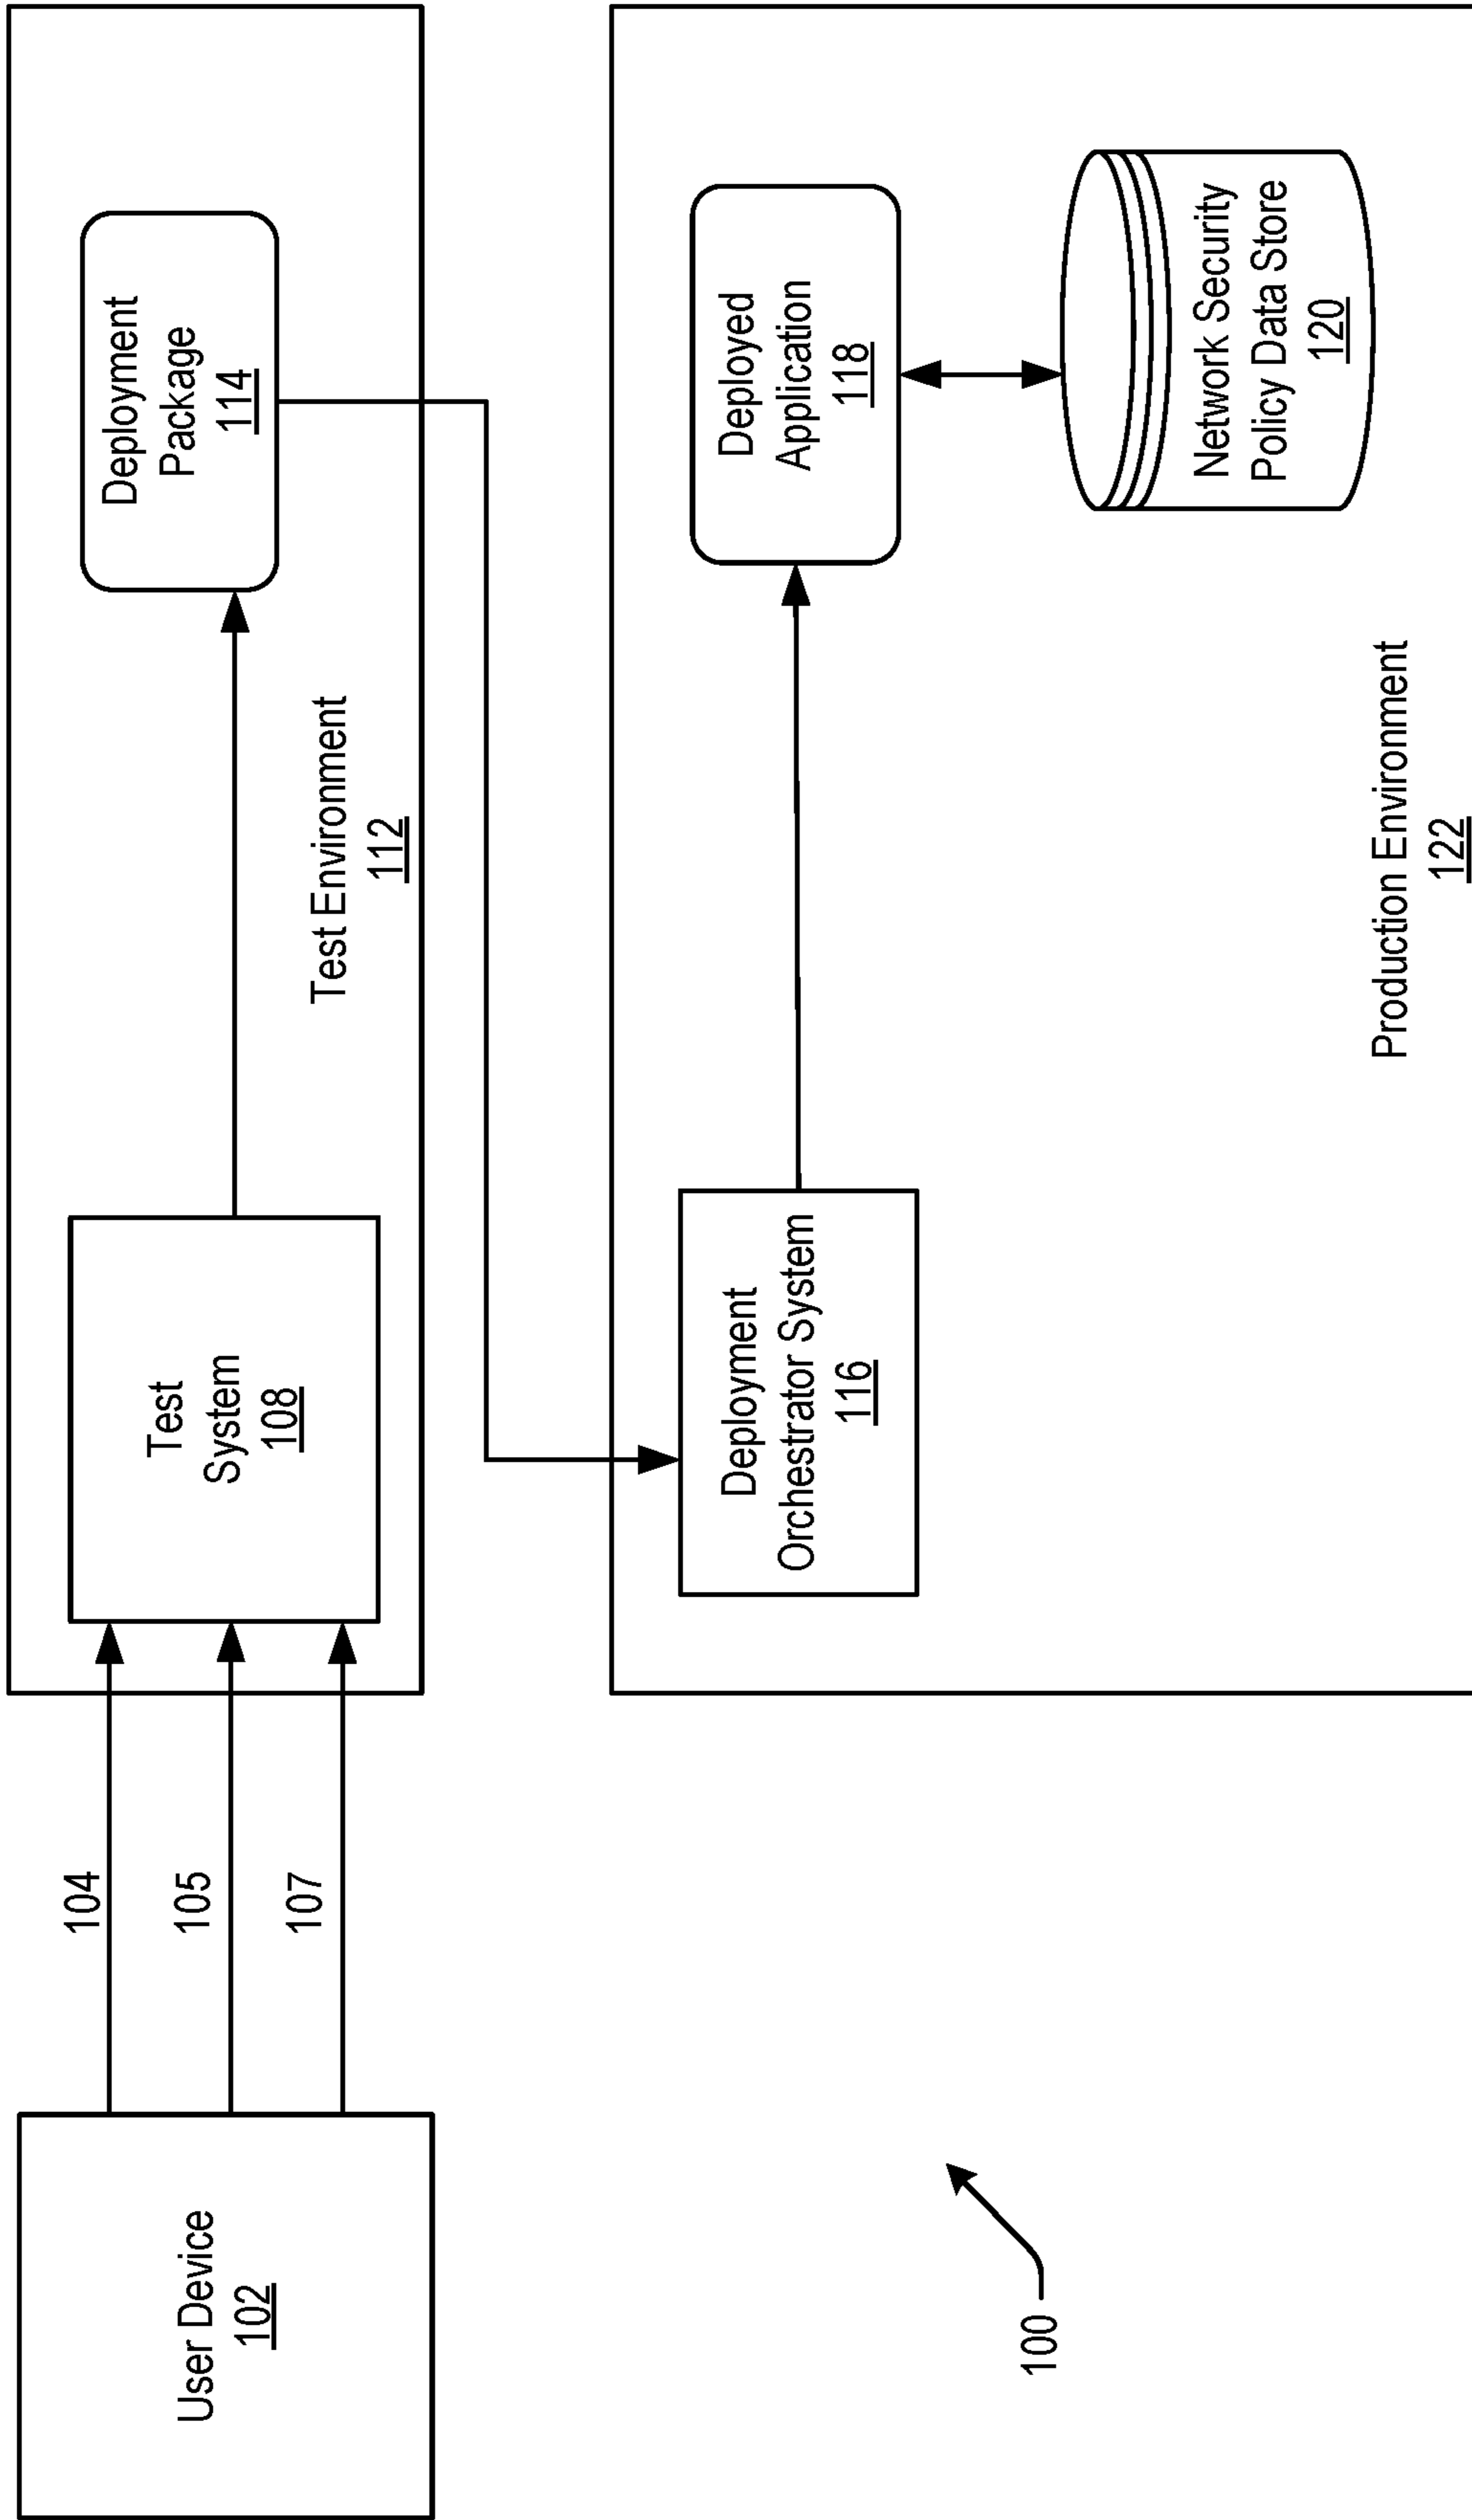 User Device
102
104
105
107
Test
System
108
Deployment
Package
114
Test Environment
112
Deployment
Orchestrator System
116
Deployed
Application
118
Network Security
Policy Data Store
120
Production Environment
122
100